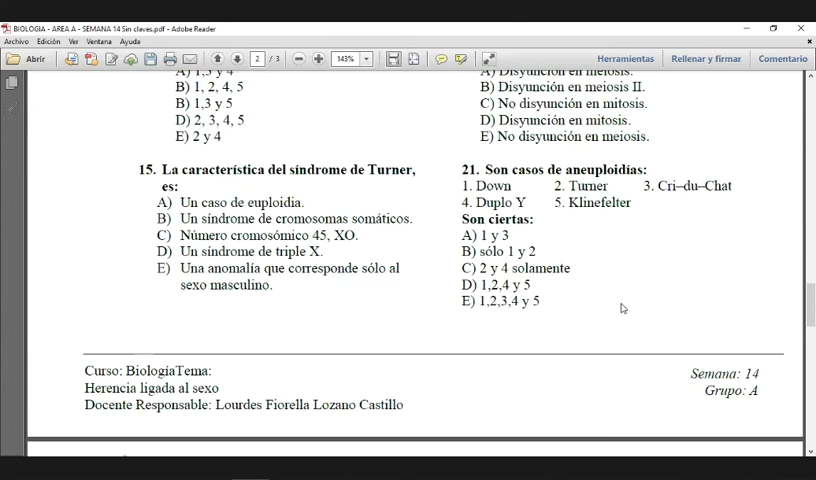 BIOLOGIA - AREA A - SEMANA 14 Sin claves.pdf - Adobe Reader
Archivo Edición Ver Ventana Ayuda
Abrir 2 / 3 143% Herramientas Rellenar y firmar Comentario
A) 1,3 y 4
B) 1, 2, 4, 5
B) 1,3 y 5
D) 2, 3, 4, 5
E) 2 y 4
15. La característica del síndrome de Turner,
es:
A) Un caso de euploidia.
B) Un síndrome de cromosomas somáticos.
C) Número cromosómico 45, XO.
D) Un síndrome de triple X.
E) Una anomalía que corresponde sólo al
sexo masculino.
A) Disyunción en meiosis.
B) Disyunción en meiosis II.
C) No disyunción en mitosis.
D) Disyunción en mitosis.
E) No disyunción en meiosis.
21. Son casos de aneuploidías:
1. Down 2. Turner 3. Cri–du–Chat
4. Duplo Y 5. Klinefelter
Son ciertas:
A) 1 y 3
B) sólo 1 y 2
C) 2 y 4 solamente
D) 1,2,4 y 5
E) 1,2,3,4 y 5
Curso: BiologíaTema:
Herencia ligada al sexo
Docente Responsable: Lourdes Fiorella Lozano Castillo
Semana: 14
Grupo: A